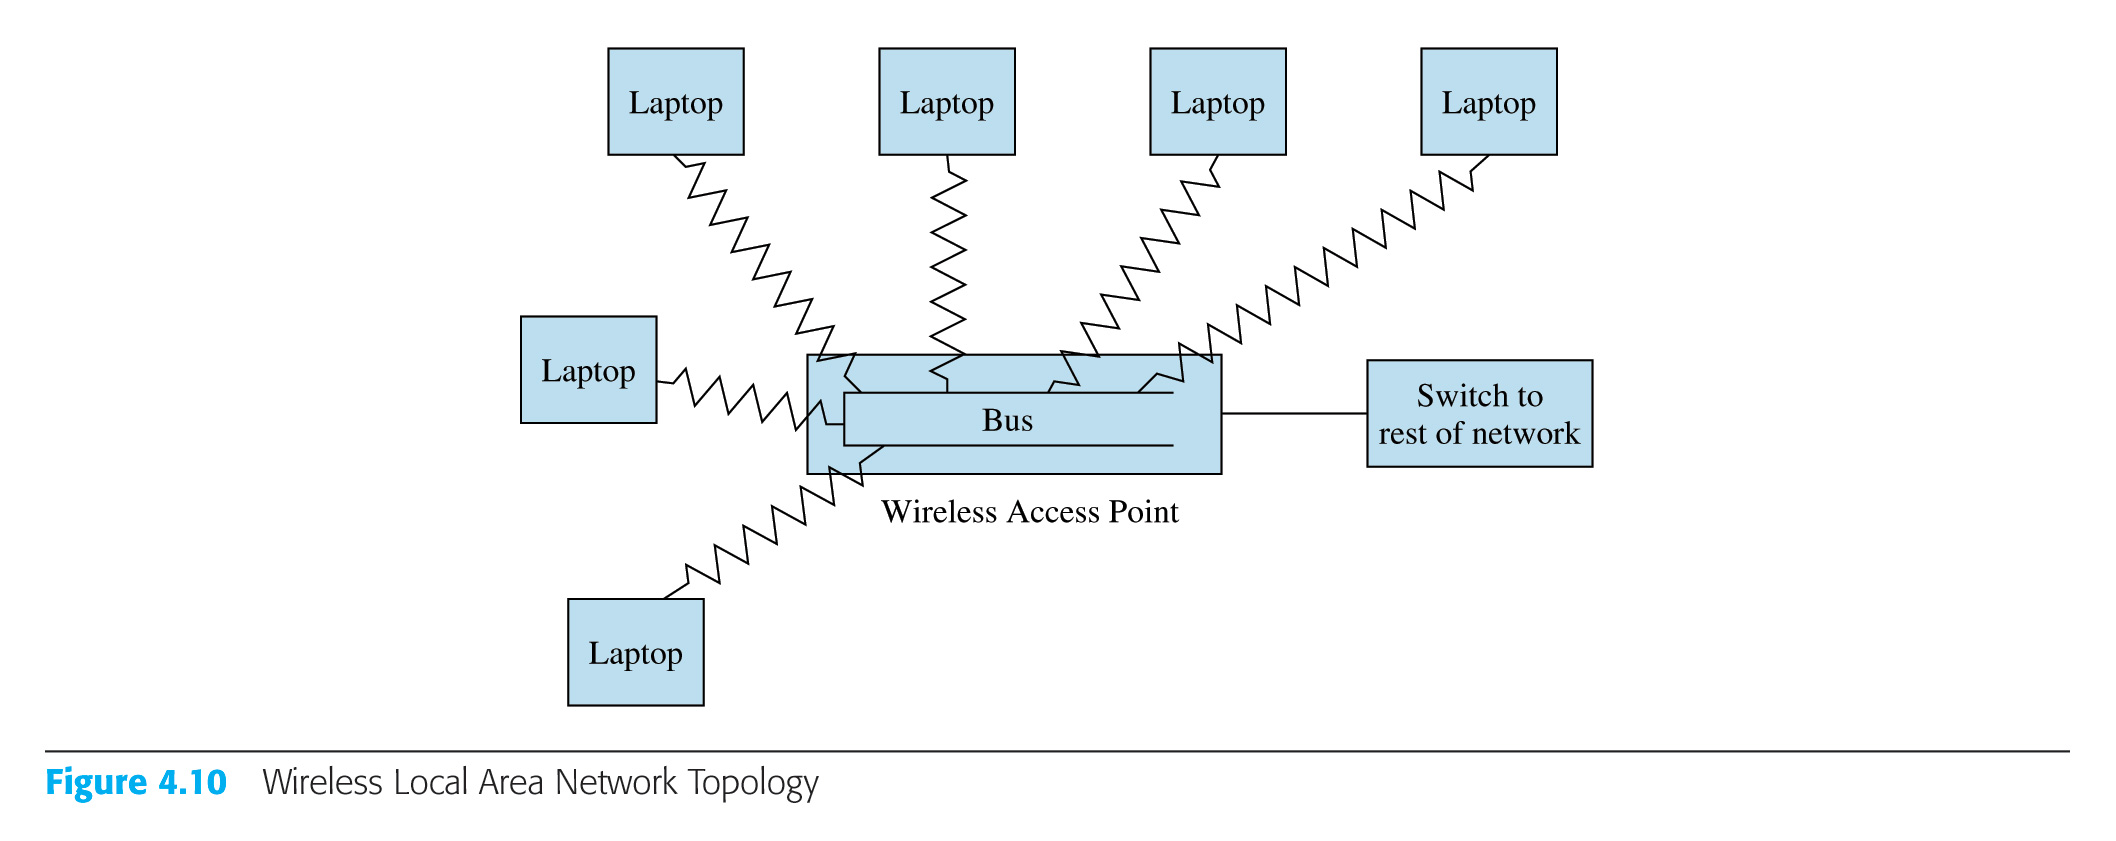 Laptop
Laptop
Laptop
Laptop
Laptop
Switch to
rest of network
Bus
Wireless Access Point
Laptop
Figure 4.10 Wireless Local Area Network Topology